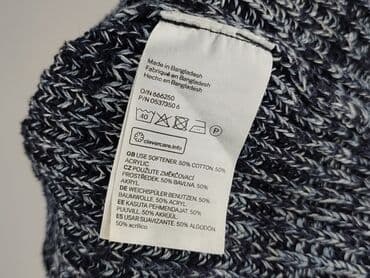 Made in Bangladesh
Fabriqué en Bangladesh
Hecho en Bangladesh
O/N 666250
P/N 0537350 6
40
P
clevercare.info
GB USE SOFTENER. 50% COTTON, 50%
ACRYLIC.
CZ POUŽIJTE ZMĚKČOVACÍ
PROSTŘEDEK. 50% BAVLNA, 50%
AKRYL.
DE WEICHSPÜLER BENUTZEN. 50%
BAUMWOLLE, 50% ACRYL.
EE KASUTA PEHMENDAJAT. 50%
PUUVILL, 50% AKRÜÜL.
ES USAR SUAVIZANTE. 50% ALGODÓN,
50% acrílico